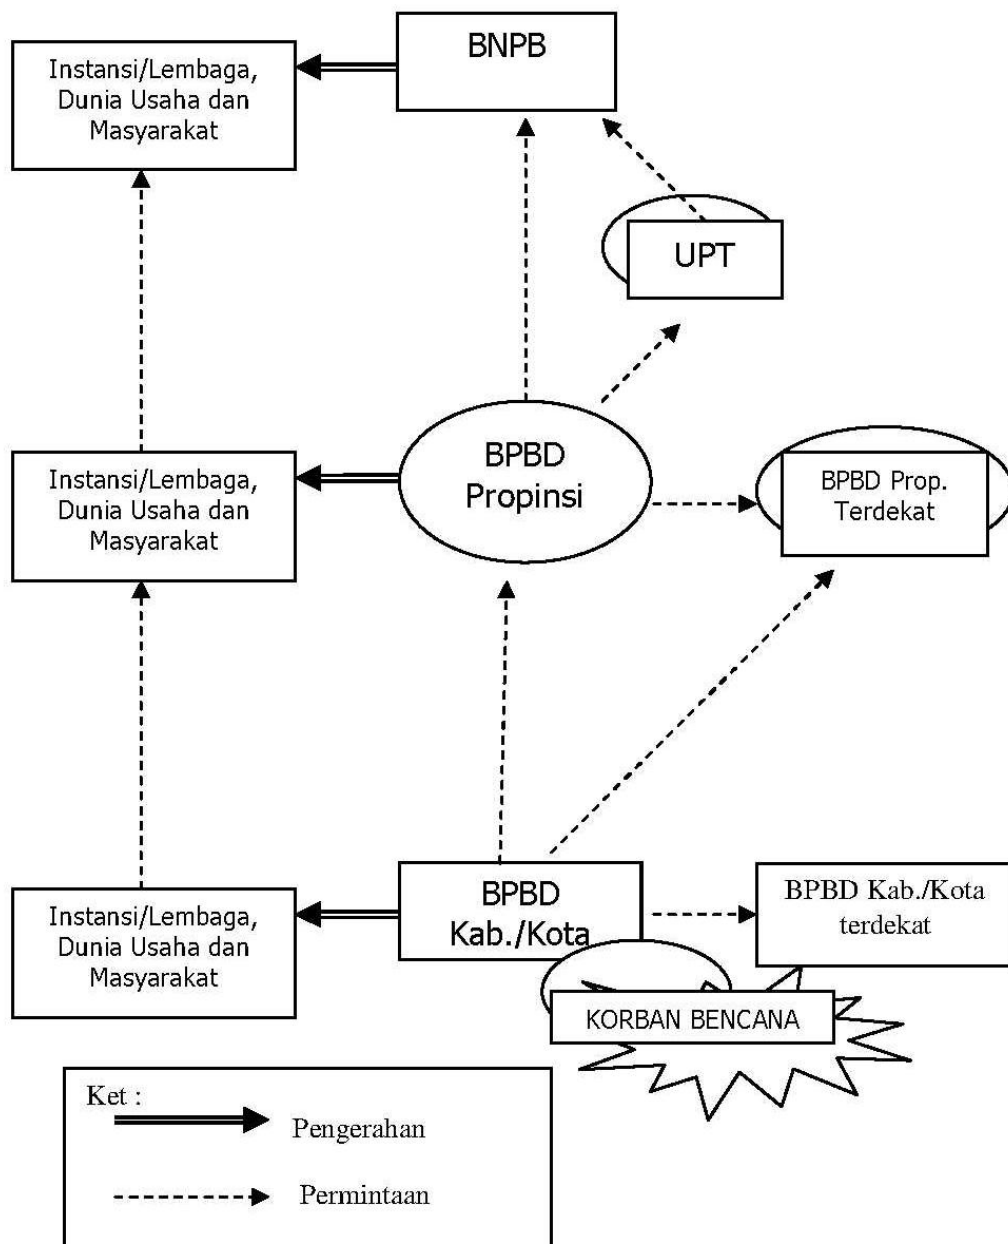 BNPB
Instansi/Lembaga,
Dunia Usaha dan
Masyarakat
UPT
BPBD
Propinsi
Instansi/Lembaga,
Dunia Usaha dan
Masyarakat
BPBD Prop.
Terdekat
BPBD
Kab./Kota
Instansi/Lembaga,
Dunia Usaha dan
Masyarakat
BPBD Kab./Kota
terdekat
KORBAN BENCANA
Ket :
Pengerahan
Permintaan